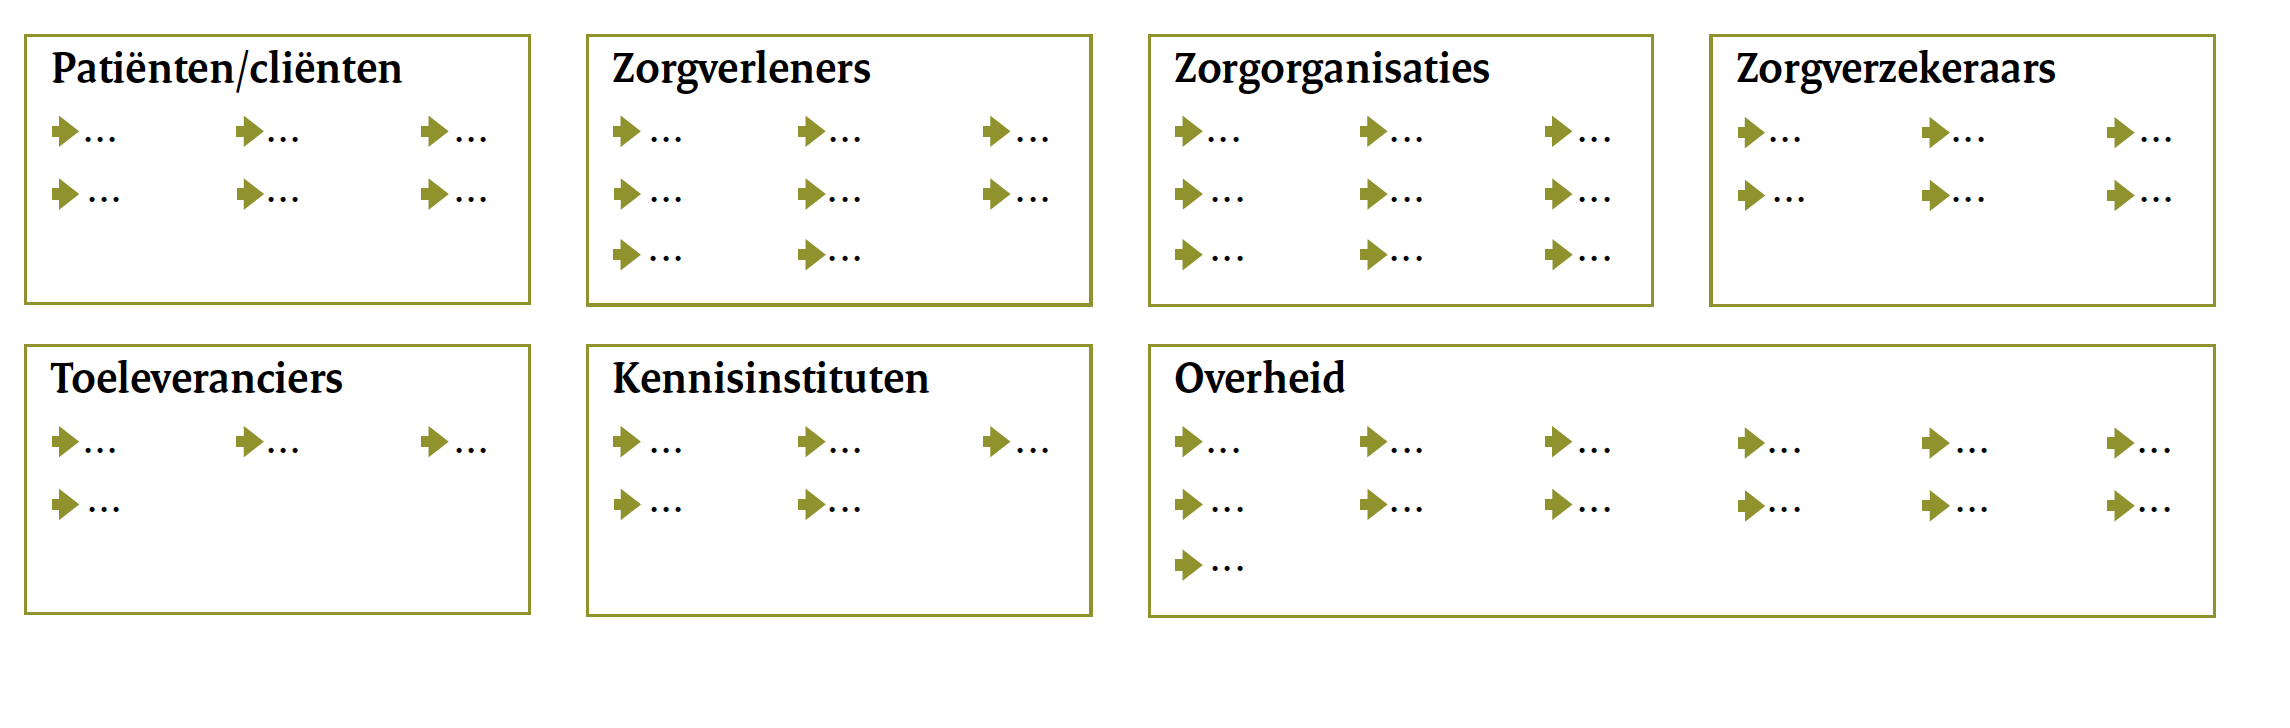 Patiënten/cliënten
... ... ...
... ... ...
Zorgverleners
... ... ...
... ... ...
... ...
Zorgorganisaties
... ... ...
... ... ...
... ... ...
Zorgverzekeraars
... ... ...
... ... ...
Toeleveranciers
... ... ...
...
Kennisinstituten
... ... ...
... ...
Overheid
... ... ... ... ... ...
... ... ... ... ... ...
...